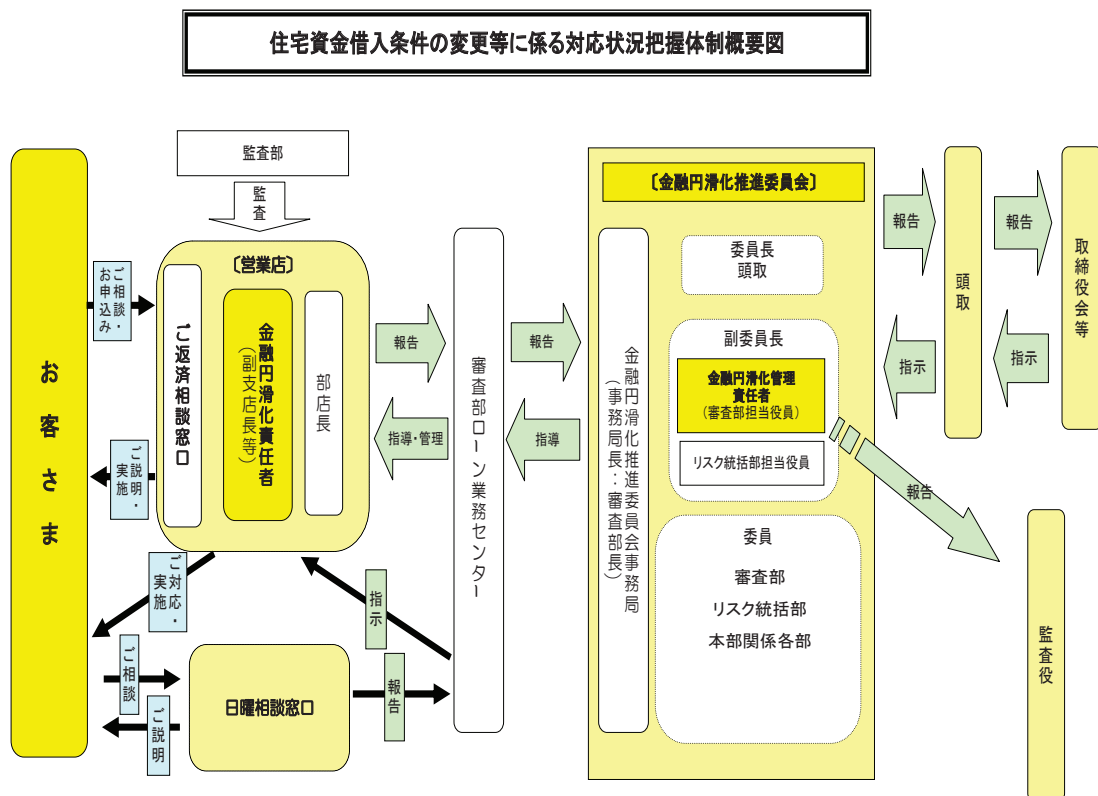 住宅資金借入条件の変更等に係る対応状況把握体制概要図
監査部
監査
お客さま
ご相談・
お申込み
ご説明・
実施
ご対応・
実施
ご相談
ご説明
〔営業店〕
ご返済相談窓口
金融円滑化責任者
（副支店長等）
部店長
日曜相談窓口
報告
指導・管理
指示
報告
審査部ローン業務センター
報告
指導
〔金融円滑化推進委員会〕
金融円滑化推進委員会事務局
（事務局長：審査部長）
委員長
頭取
副委員長
金融円滑化管理
責任者
（審査部担当役員）
リスク統括部担当役員
委員
審査部
リスク統括部
本部関係各部
報告
指示
頭取
報告
指示
取締役会等
報告
監査役